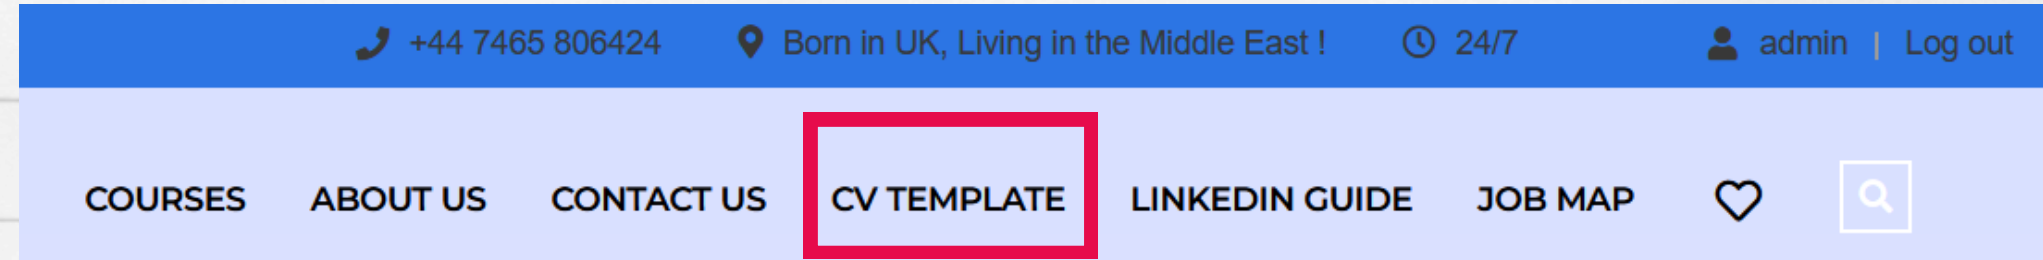 +44 7465 806424 Born in UK, Living in the Middle East ! 24/7 admin | Log out
COURSES ABOUT US CONTACT US CV TEMPLATE LINKEDIN GUIDE JOB MAP